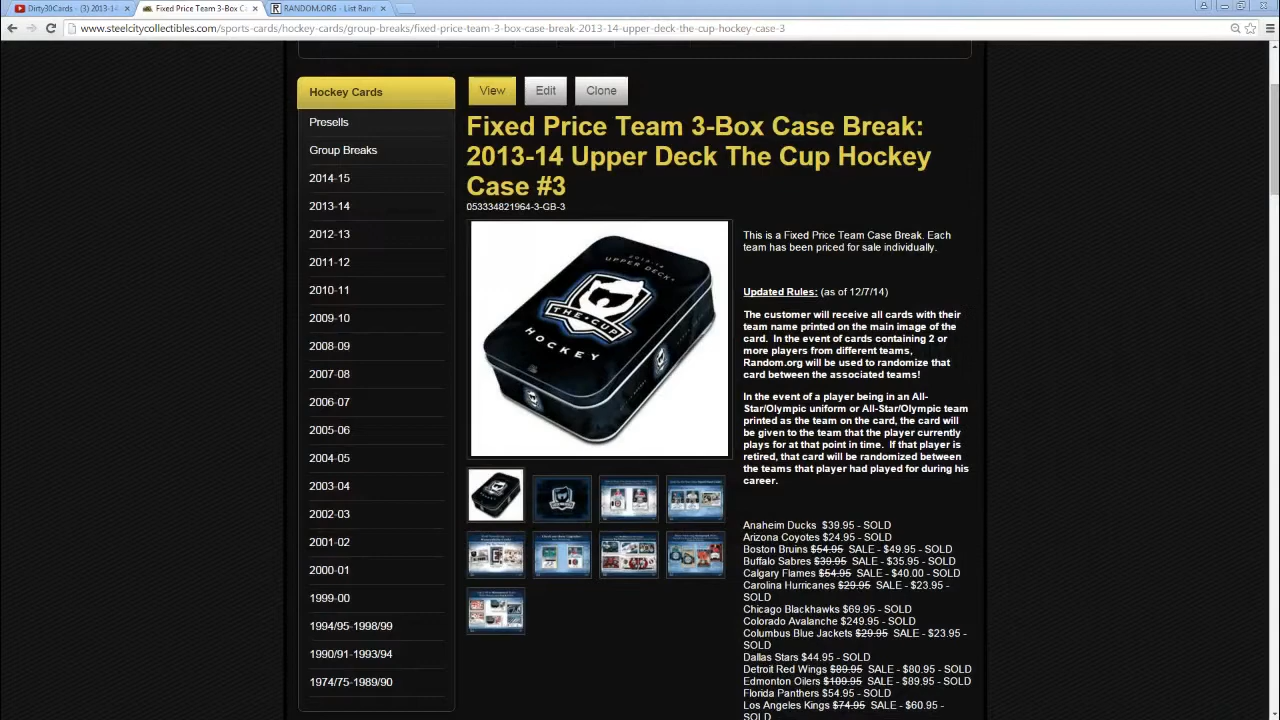 Dirty30Cards - (3) 2013-1
Fixed Price Team 3-Box C
RANDOM.ORG - List Rand
www.steelcitycollectibles.com/sports-cards/hockey-cards/group-breaks/fixed-price-team-3-box-case-break-2013-14-upper-deck-the-cup-hockey-case-3
Hockey Cards
Presells
Group Breaks
2014-15
2013-14
2012-13
2011-12
2010-11
2009-10
2008-09
2007-08
2006-07
2005-06
2004-05
2003-04
2002-03
2001-02
2000-01
1999-00
1994/95-1998/99
1990/91-1993/94
1974/75-1989/90
View Edit Clone
Fixed Price Team 3-Box Case Break:
2013-14 Upper Deck The Cup Hockey
Case #3
053334821964-3-GB-3
2013-14
UPPER DECK
THE CUP
HOCKEY
This is a Fixed Price Team Case Break. Each
team has been priced for sale individually.
Updated Rules: (as of 12/7/14)
The customer will receive all cards with their
team name printed on the main image of the
card. In the event of cards containing 2 or
more players from different teams,
Random.org will be used to randomize that
card between the associated teams!
In the event of a player being in an All-
Star/Olympic uniform or All-Star/Olympic team
printed as the team on the card, the card will
be given to the team that the player currently
plays for at that point in time. If that player is
retired, that card will be randomized between
the teams that player had played for during his
career.
Anaheim Ducks $39.95 - SOLD
Arizona Coyotes $24.95 - SOLD
Boston Bruins $54.95 SALE - $49.95 - SOLD
Buffalo Sabres $39.95 SALE - $35.95 - SOLD
Calgary Flames $54.95 SALE - $40.00 - SOLD
Carolina Hurricanes $29.95 SALE - $23.95 -
SOLD
Chicago Blackhawks $69.95 - SOLD
Colorado Avalanche $249.95 - SOLD
Columbus Blue Jackets $29.95 SALE - $23.95 -
SOLD
Dallas Stars $44.95 - SOLD
Detroit Red Wings $89.95 SALE - $80.95 - SOLD
Edmonton Oilers $109.95 SALE - $89.95 - SOLD
Florida Panthers $54.95 - SOLD
Los Angeles Kings $74.95 SALE - $60.95 -
SOLD